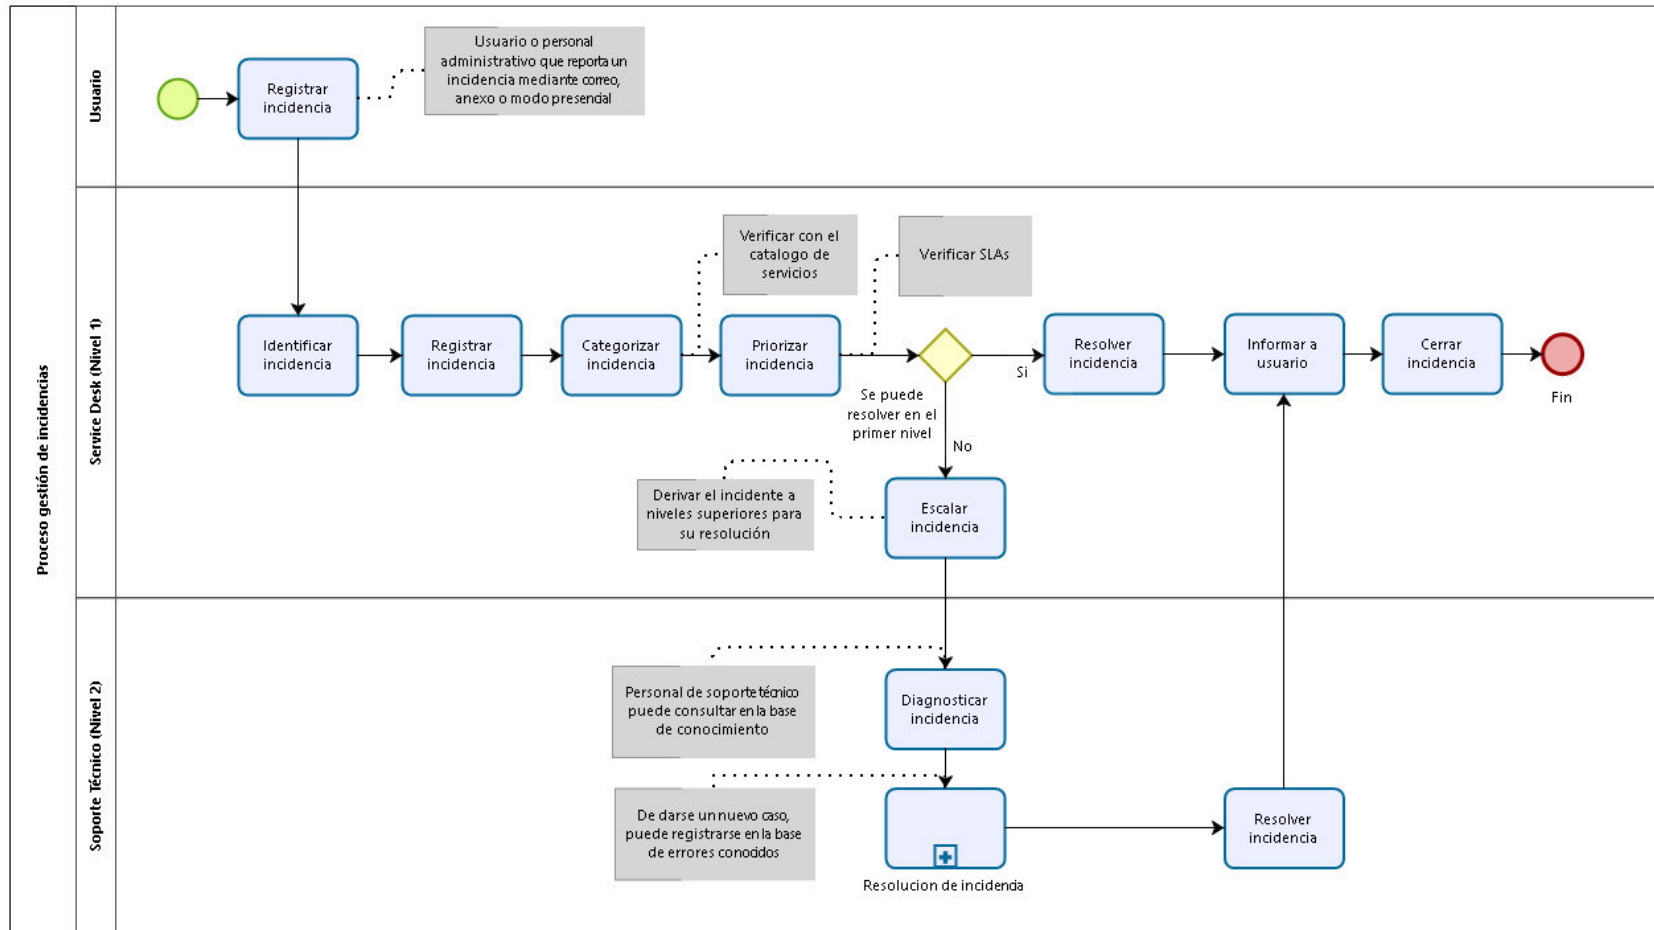 Proceso gestión de incidencias
Usuario
Registrar
incidencia
Usuario o personal
administrativo que reporta un
incidencia mediante correo,
anexo o modo presencial
Service Desk (Nivel 1)
Identificar
incidencia
Registrar
incidencia
Categorizar
incidencia
Verificar con el
catalogo de
servicios
Priorizar
incidencia
Verificar SLAs
Se puede
resolver en el
primer nivel
Si
Resolver
incidencia
Informar a
usuario
Cerrar
incidencia
Fin
No
Derivar el incidente a
niveles superiores para
su resolución
Escalar
incidencia
Soporte Técnico (Nivel 2)
Personal de soporte técnico
puede consultar en la base
de conocimiento
Diagnosticar
incidencia
De darse un nuevo caso,
puede registrarse en la base
de errores conocidos
Resolucion de incidencia
Resolver
incidencia